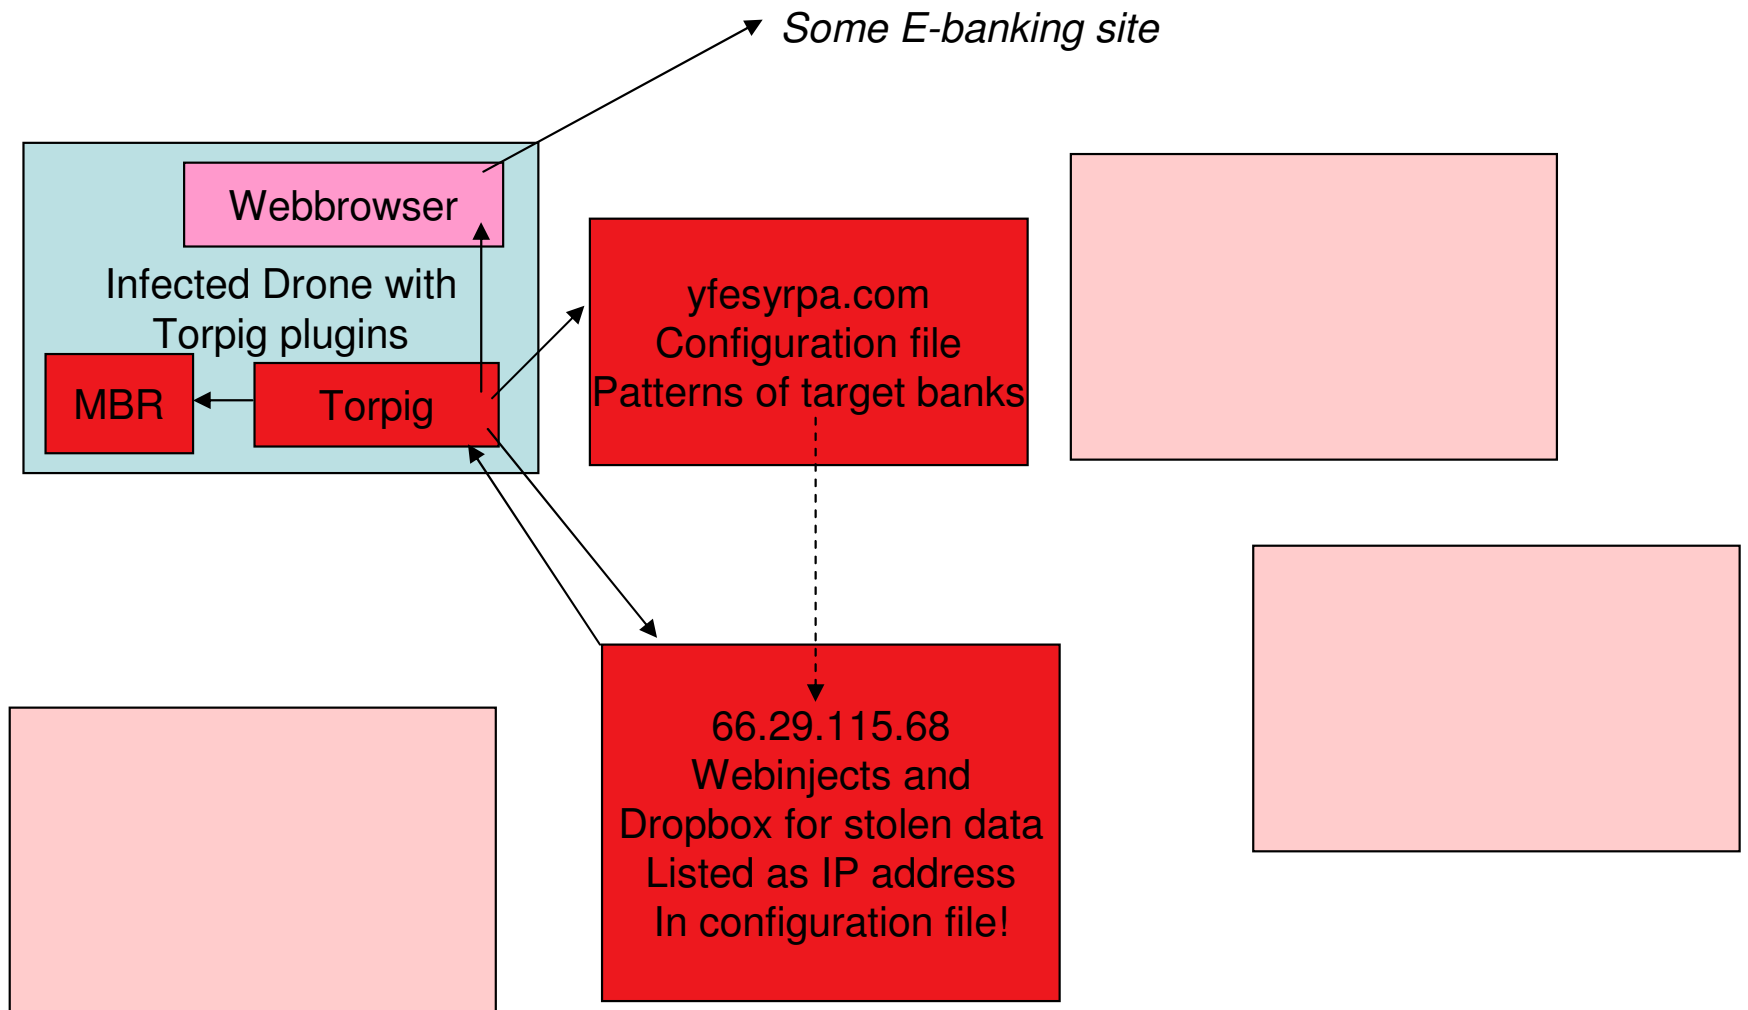 Some E-banking site
Webbrowser
Infected Drone with
Torpig plugins
MBR
Torpig
yfesyrpa.com
Configuration file
Patterns of target banks
66.29.115.68
Webinjects and
Dropbox for stolen data
Listed as IP address
In configuration file!